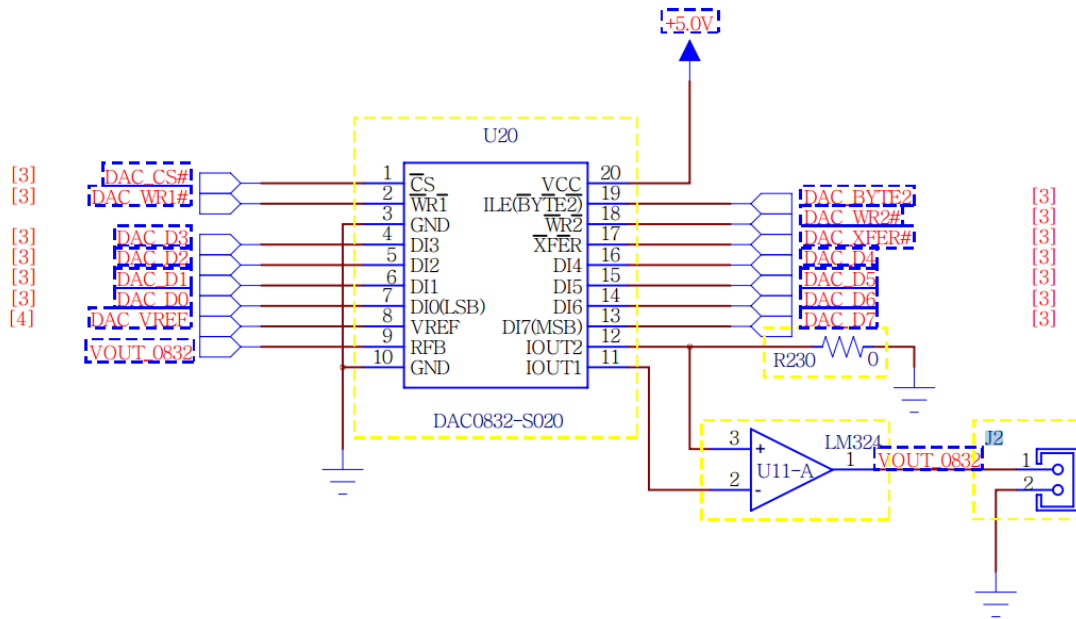 +5.0V
U20
[3] DAC_CS# 1 CS VCC 20
[3] DAC_WR1# 2 WR1 ILE(BYTE2) 19 DAC_BYTE2 [3]
3 GND WR2 18 DAC_WR2# [3]
[3] DAC_D3 4 DI3 XFER 17 DAC_XFER# [3]
[3] DAC_D2 5 DI2 DI4 16 DAC_D4 [3]
[3] DAC_D1 6 DI1 DI5 15 DAC_D5 [3]
[3] DAC_D0 7 DI0(LSB) DI6 14 DAC_D6 [3]
[4] DAC_VREF 8 VREF DI7(MSB) 13 DAC_D7 [3]
VOUT_0832 9 RFB IOUT2 12 R230 0
10 GND IOUT1 11
DAC0832-SO20
3 + LM324 J2
U11-A 1 VOUT_0832 1
2 - 2